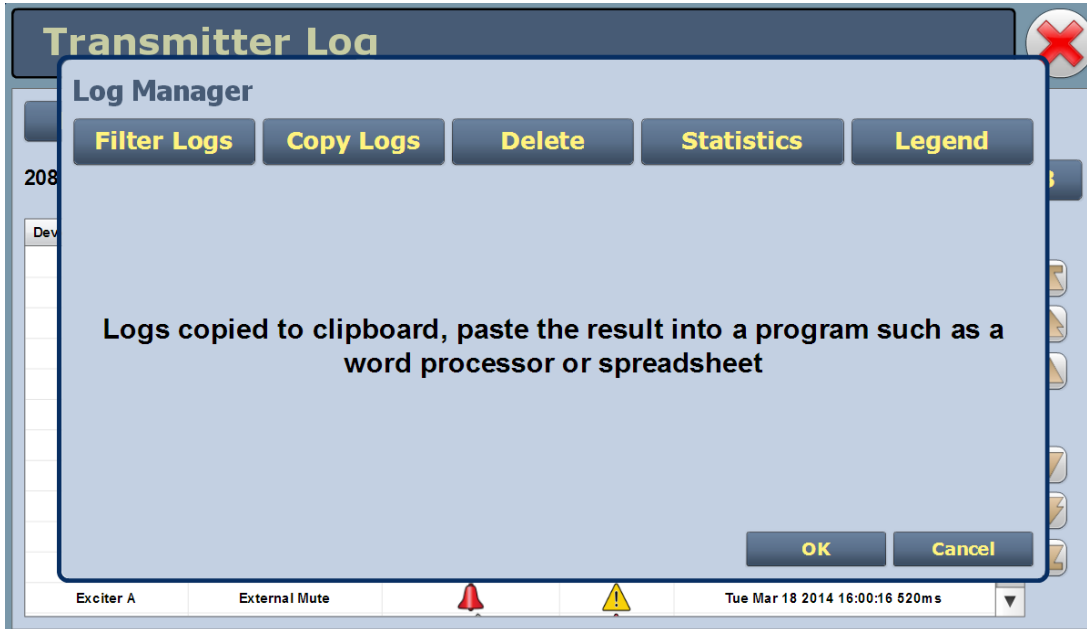 Transmitter Log
Log Manager
Filter Logs Copy Logs Delete Statistics Legend
208
Dev
Logs copied to clipboard, paste the result into a program such as a
word processor or spreadsheet
OK Cancel
Exciter A External Mute Tue Mar 18 2014 16:00:16 520ms